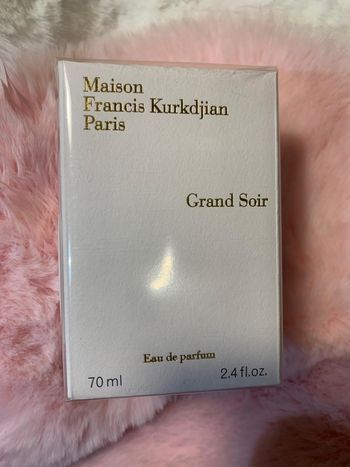 Maison
Francis Kurkdjian
Paris
Grand Soir
Eau de parfum
70 ml 2.4 fl.oz.